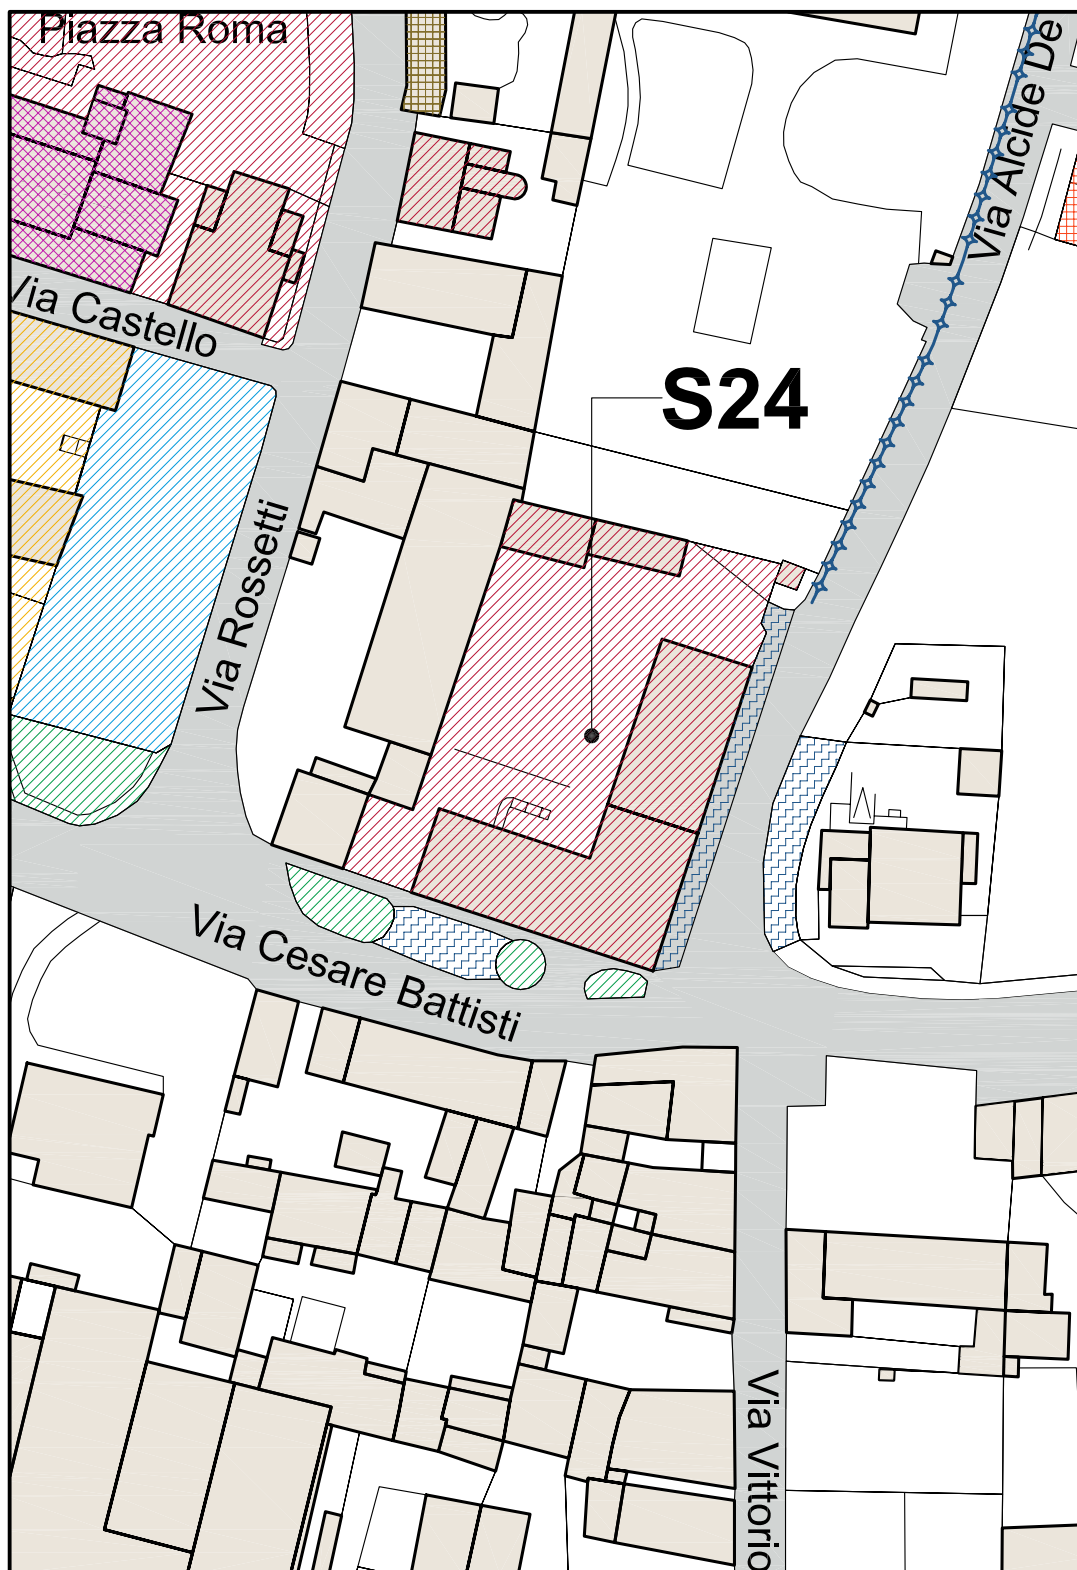 Piazza Roma
Via Alcide De
Via Castello
S24
Via Rossetti
Via Cesare Battisti
Via Vittorio